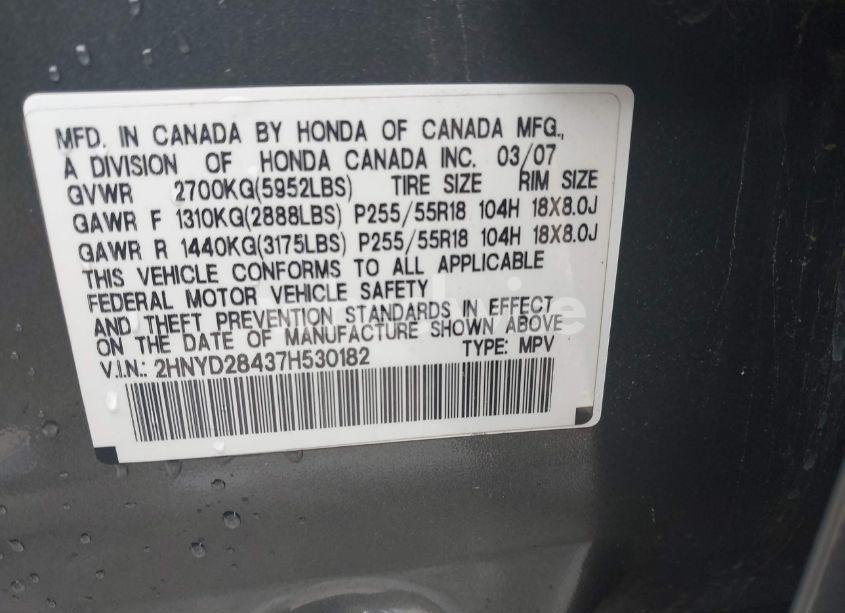 MFD. IN CANADA BY HONDA OF CANADA MFG.,
A DIVISION OF HONDA CANADA INC. 03/07
GVWR 2700KG(5952LBS) TIRE SIZE RIM SIZE
GAWR F 1310KG(2888LBS) P255/55R18 104H 18X8.0J
GAWR R 1440KG(3175LBS) P255/55R18 104H 18X8.0J
THIS VEHICLE CONFORMS TO ALL APPLICABLE
FEDERAL MOTOR VEHICLE SAFETY
AND THEFT PREVENTION STANDARDS IN EFFECT
ON THE DATE OF MANUFACTURE SHOWN ABOVE
V.I.N.: 2HNYD28437H530182 TYPE: MPV